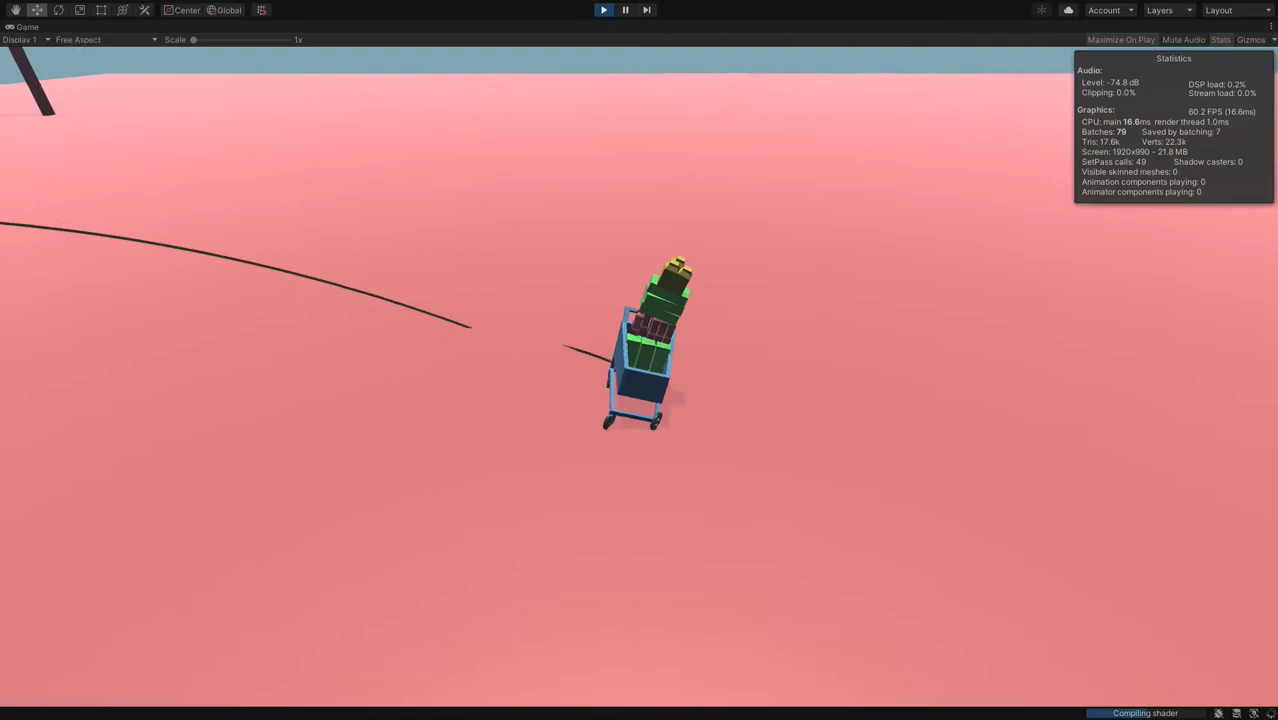 Center Global Account Layers Layout
Game
Display 1 Free Aspect Scale 1x Maximize On Play Mute Audio Stats Gizmos
Statistics
Audio:
Level: -74.8 dB DSP load: 0.2%
Clipping: 0.0% Stream load: 0.0%
Graphics: 60.2 FPS (16.6ms)
CPU: main 16.6ms render thread 1.0ms
Batches: 79 Saved by batching: 7
Tris: 17.6k Verts: 22.3k
Screen: 1920x990 - 21.8 MB
SetPass calls: 49 Shadow casters: 0
Visible skinned meshes: 0
Animation components playing: 0
Animator components playing: 0
Compiling shader